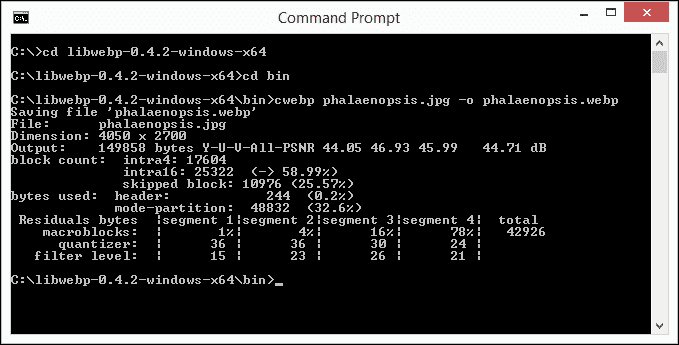 Command Prompt
C:\>cd libwebp-0.4.2-windows-x64
C:\libwebp-0.4.2-windows-x64>cd bin
C:\libwebp-0.4.2-windows-x64\bin>cwebp phalaenopsis.jpg -o phalaenopsis.webp
Saving file 'phalaenopsis.webp'
File:      phalaenopsis.jpg
Dimension: 4050 x 2700
Output:    149858 bytes Y-U-V-All-PSNR 44.05 46.93 45.99   44.71 dB
block count:  intra4: 17604
              intra16: 25322  (-> 58.99%)
              skipped block: 10976 (25.57%)
bytes used:  header:            244  (0.2%)
             mode-partition:  48832  (32.6%)
 Residuals bytes  |segment 1|segment 2|segment 3|segment 4|  total
    macroblocks:  |       1%|       4%|      16%|      78%|   42926
      quantizer:  |      36 |      36 |      30 |      24 |
   filter level:  |      15 |      23 |      26 |      21 |
C:\libwebp-0.4.2-windows-x64\bin>_